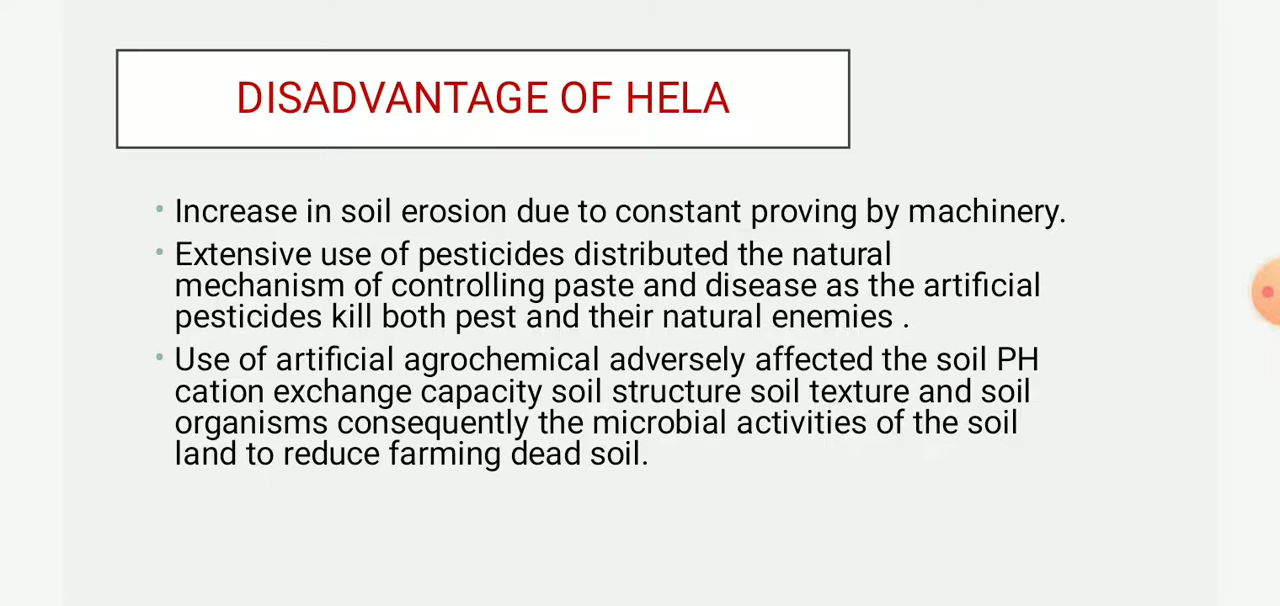 DISADVANTAGE OF HELA
• Increase in soil erosion due to constant proving by machinery.
• Extensive use of pesticides distributed the natural
mechanism of controlling paste and disease as the artificial
pesticides kill both pest and their natural enemies .
• Use of artificial agrochemical adversely affected the soil PH
cation exchange capacity soil structure soil texture and soil
organisms consequently the microbial activities of the soil
land to reduce farming dead soil.